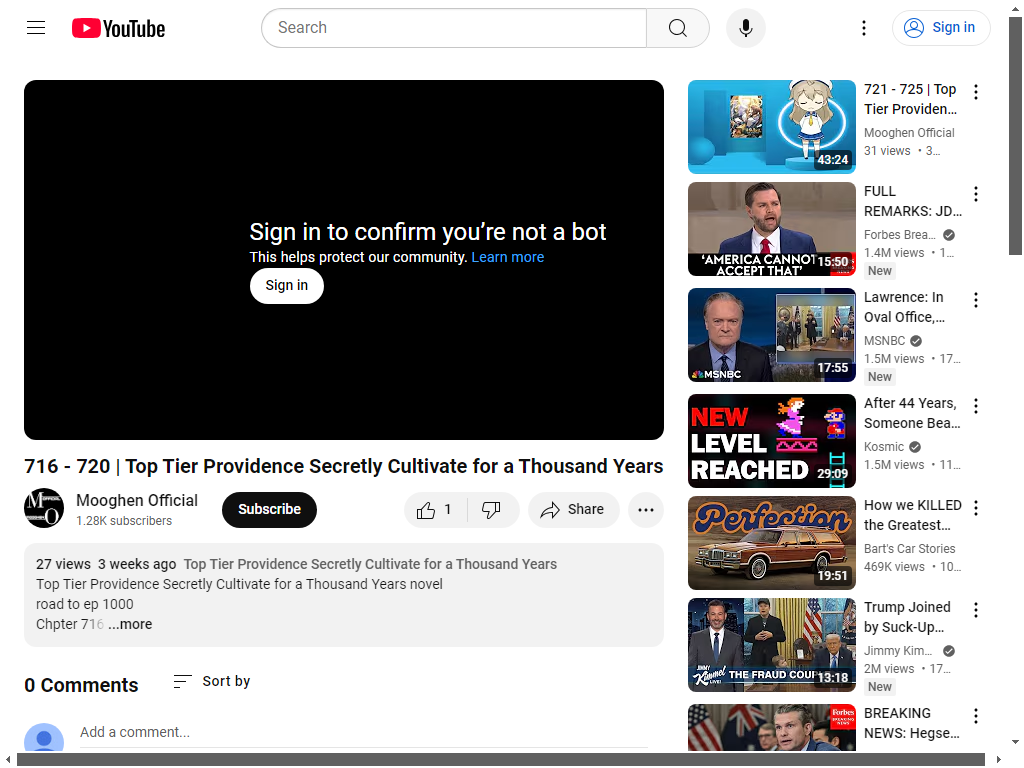 YouTube
Search
Sign in
Sign in to confirm you're not a bot
This helps protect our community. Learn more
Sign in
716 - 720 | Top Tier Providence Secretly Cultivate for a Thousand Years
Mooghen Official
1.28K subscribers
Subscribe
1
Share
27 views 3 weeks ago Top Tier Providence Secretly Cultivate for a Thousand Years
Top Tier Providence Secretly Cultivate for a Thousand Years novel
road to ep 1000
Chpter 716 ...more
0 Comments
Sort by
Add a comment...
43:24
721 - 725 | Top
Tier Providen...
Mooghen Official
31 views • 3...
'AMERICA CANNOT
ACCEPT THAT'
15:50
FULL
REMARKS: JD...
Forbes Brea...
1.4M views • 1...
New
MSNBC
17:55
Lawrence: In
Oval Office,...
MSNBC
1.5M views • 17...
New
NEW
LEVEL
REACHED
29:09
After 44 Years,
Someone Bea...
Kosmic
1.5M views • 11...
Perfection
19:51
How we KILLED
the Greatest...
Bart's Car Stories
469K views • 10...
JIMMY
Kimmel
LIVE!
THE FRAUD COUP
13:18
Trump Joined
by Suck-Up...
Jimmy Kim...
2M views • 17...
New
Forbes
BREAKING
NEWS
BREAKING
NEWS: Hegse...